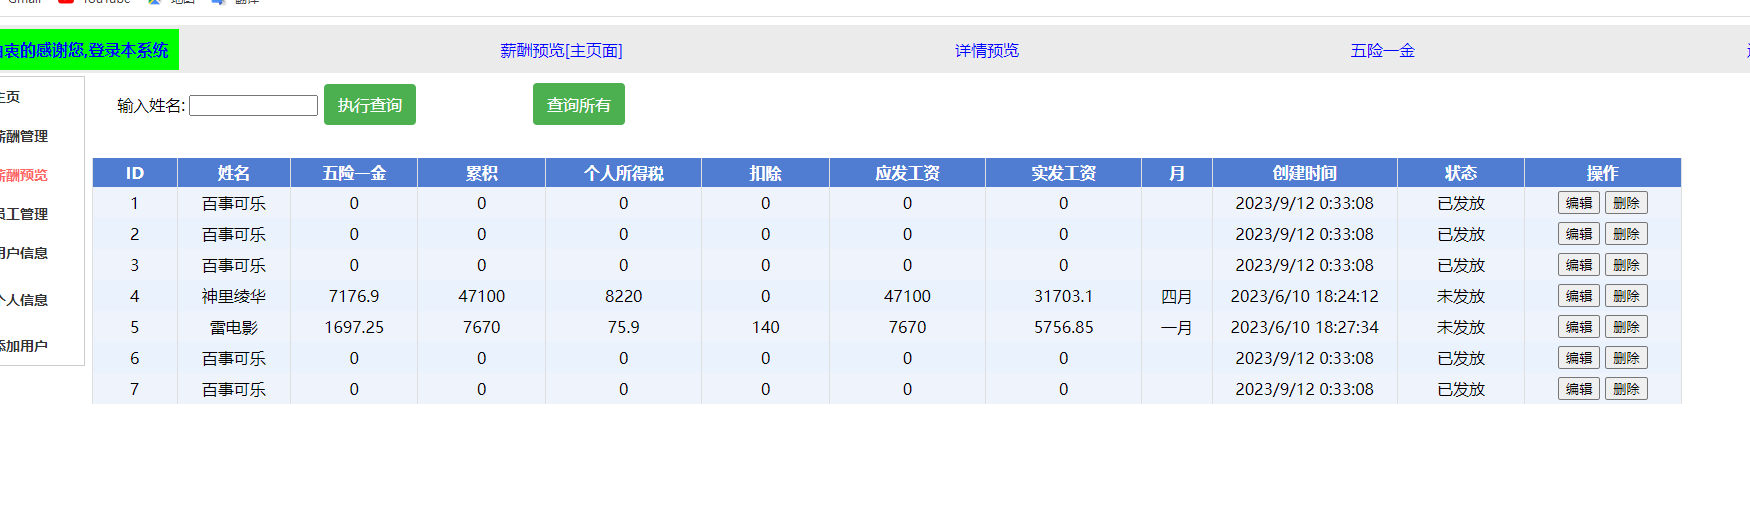 Gmail YouTube 地图 翻译
由衷的感谢您,登录本系统 薪酬预览[主页面] 详情预览 五险一金
主页
薪酬管理
薪酬预览
员工管理
用户信息
个人信息
添加用户
输入姓名: 执行查询 查询所有
ID 姓名 五险一金 累积 个人所得税 扣除 应发工资 实发工资 月 创建时间 状态 操作
1 百事可乐 0 0 0 0 0 0 2023/9/12 0:33:08 已发放 编辑 删除
2 百事可乐 0 0 0 0 0 0 2023/9/12 0:33:08 已发放 编辑 删除
3 百事可乐 0 0 0 0 0 0 2023/9/12 0:33:08 已发放 编辑 删除
4 神里绫华 7176.9 47100 8220 0 47100 31703.1 四月 2023/6/10 18:24:12 未发放 编辑 删除
5 雷电影 1697.25 7670 75.9 140 7670 5756.85 一月 2023/6/10 18:27:34 未发放 编辑 删除
6 百事可乐 0 0 0 0 0 0 2023/9/12 0:33:08 已发放 编辑 删除
7 百事可乐 0 0 0 0 0 0 2023/9/12 0:33:08 已发放 编辑 删除